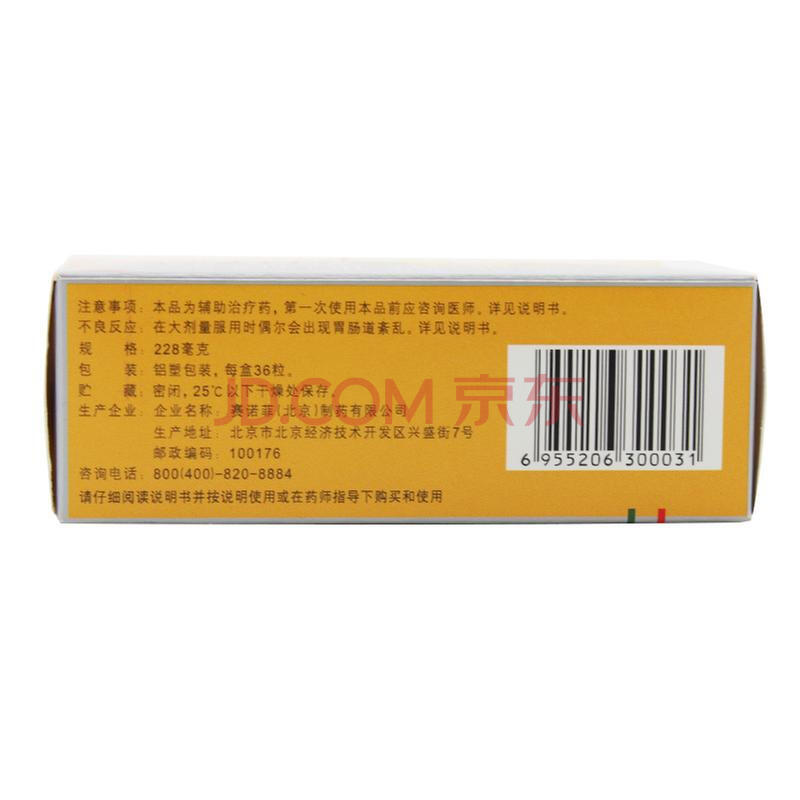 注意事项：本品为辅助治疗药，第一次使用本品前应咨询医师。详见说明书。
不良反应：在大剂量服用时偶尔会出现胃肠道紊乱。详见说明书。
规　格：228毫克
包　装：铝塑包装，每盒36粒。
贮　藏：密闭，25℃以下干燥处保存。
JD.COM 京东
生产企业：企业名称：赛诺菲(北京)制药有限公司
生产地址：北京市北京经济技术开发区兴盛街7号
邮政编码：100176
咨询电话：800(400)-820-8884
请仔细阅读说明书并按说明使用或在药师指导下购买和使用
6 955206 300031